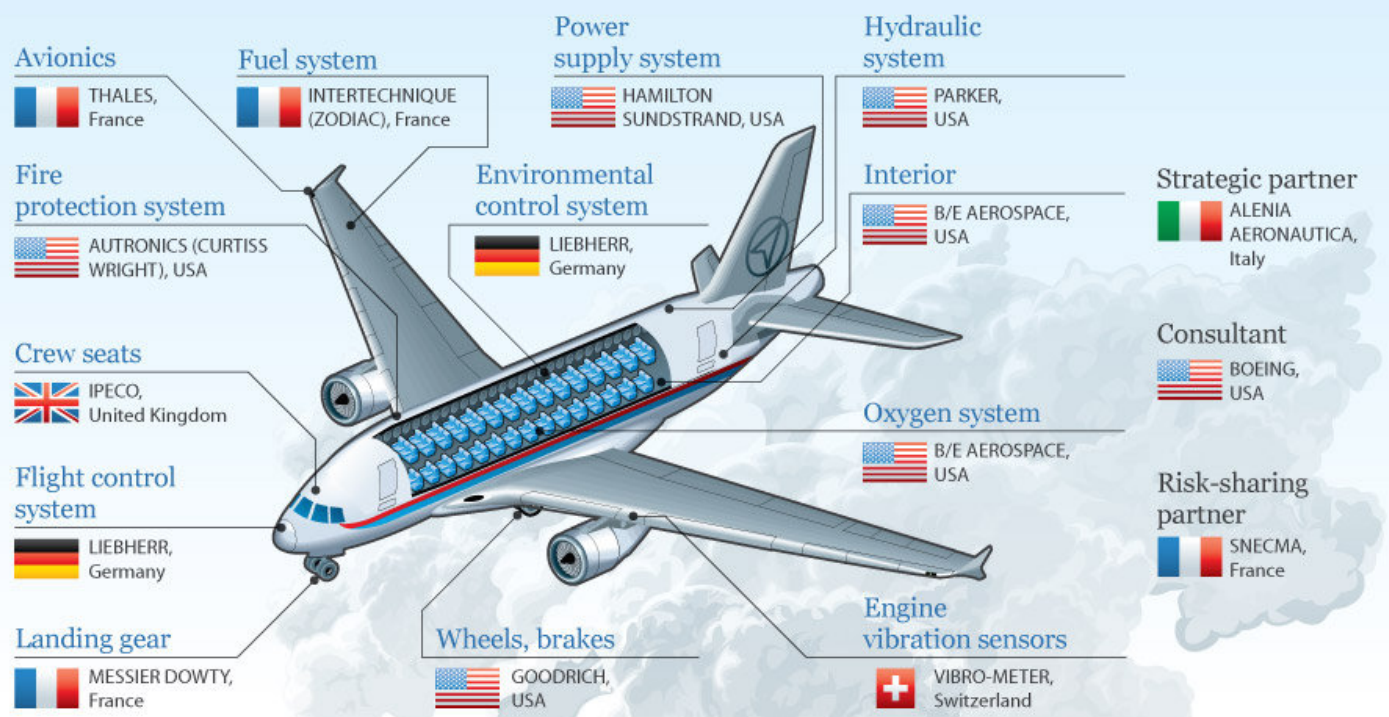 Avionics
THALES,
France
Fuel system
INTERTECHNIQUE
(ZODIAC), France
Power
supply system
HAMILTON
SUNDSTRAND, USA
Hydraulic
system
PARKER,
USA
Fire
protection system
AUTRONICS (CURTISS
WRIGHT), USA
Environmental
control system
LIEBHERR,
Germany
Interior
B/E AEROSPACE,
USA
Strategic partner
ALENIA
AERONAUTICA,
Italy
Crew seats
IPECO,
United Kingdom
Consultant
BOEING,
USA
Oxygen system
B/E AEROSPACE,
USA
Flight control
system
LIEBHERR,
Germany
Risk-sharing
partner
SNECMA,
France
Landing gear
MESSIER DOWTY,
France
Wheels, brakes
GOODRICH,
USA
Engine
vibration sensors
VIBRO-METER,
Switzerland